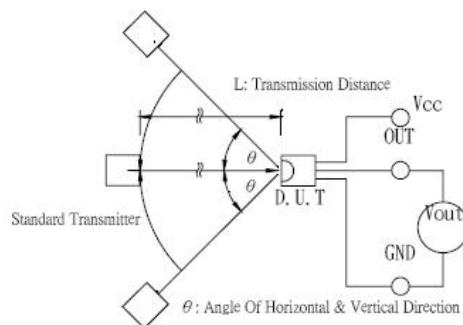 L: Transmission Distance
Vcc
OUT
θ
θ
D. U. T
Standard Transmitter
Vout
GND
θ : Angle Of Horizontal & Vertical Direction